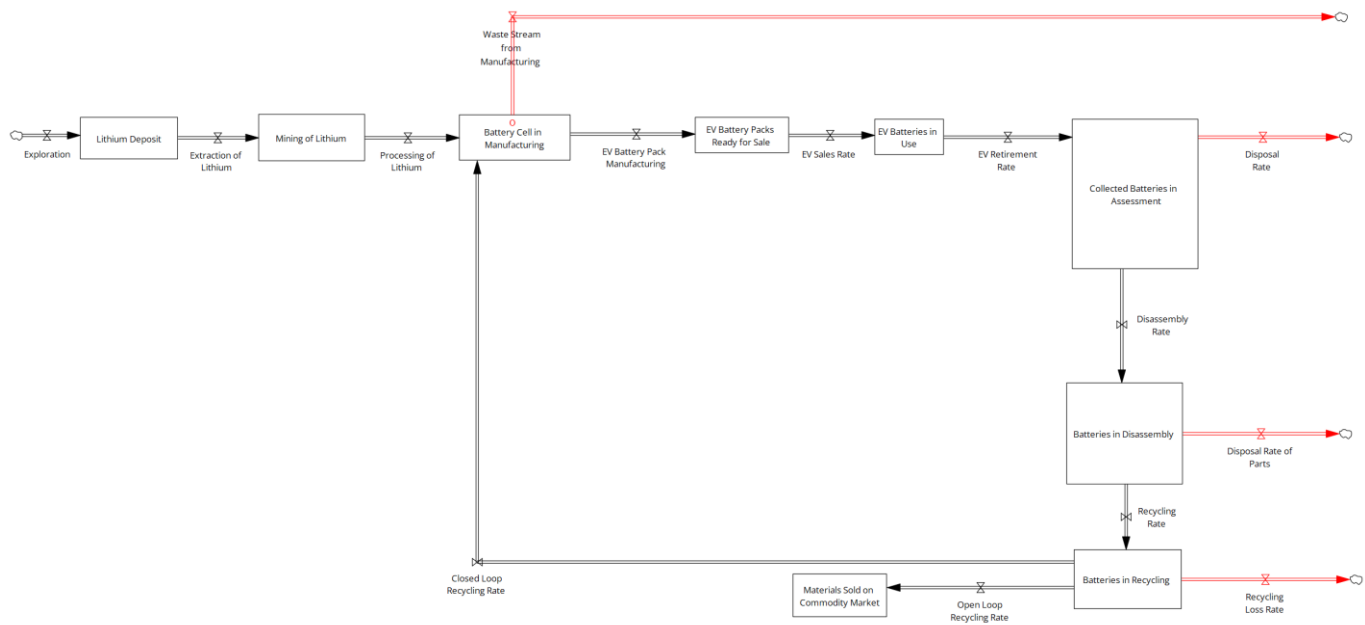 Waste Stream
from
Manufacturing
Lithium Deposit
Mining of Lithium
Battery Cell in
Manufacturing
EV Battery Packs
Ready for Sale
EV Batteries in
Use
Exploration
Extraction of
Lithium
Processing of
Lithium
EV Battery Pack
Manufacturing
EV Sales Rate
EV Retirement
Rate
Disposal
Rate
Collected Batteries in
Assessment
Disassembly
Rate
Batteries in Disassembly
Disposal Rate of
Parts
Recycling
Rate
Closed Loop
Recycling Rate
Materials Sold on
Commodity Market
Open Loop
Recycling Rate
Batteries in Recycling
Recycling
Loss Rate